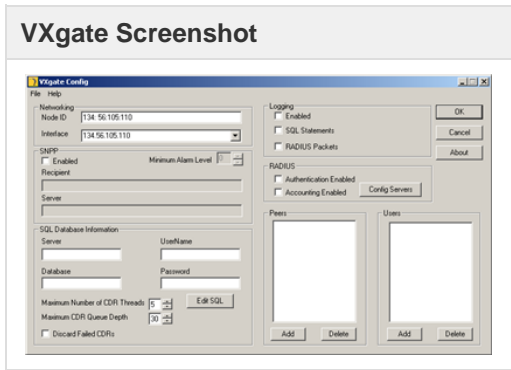 VXgate Screenshot
VXgate Config
File Help
Networking
Node ID 134: 56:105:110
Interface 134.56.105.110
SNPP
Enabled Minimum Alarm Level
Recipient
Server
SQL Database Information
Server UserName
Database Password
Maximum Number of CDR Threads 5 Edit SQL
Maximum CDR Queue Depth 30
Discard Failed CDRs
Logging
Enabled
SQL Statements
RADIUS Packets
RADIUS
Authentication Enabled
Accounting Enabled Config Servers
Peers
Add Delete
Users
Add Delete
OK
Cancel
About